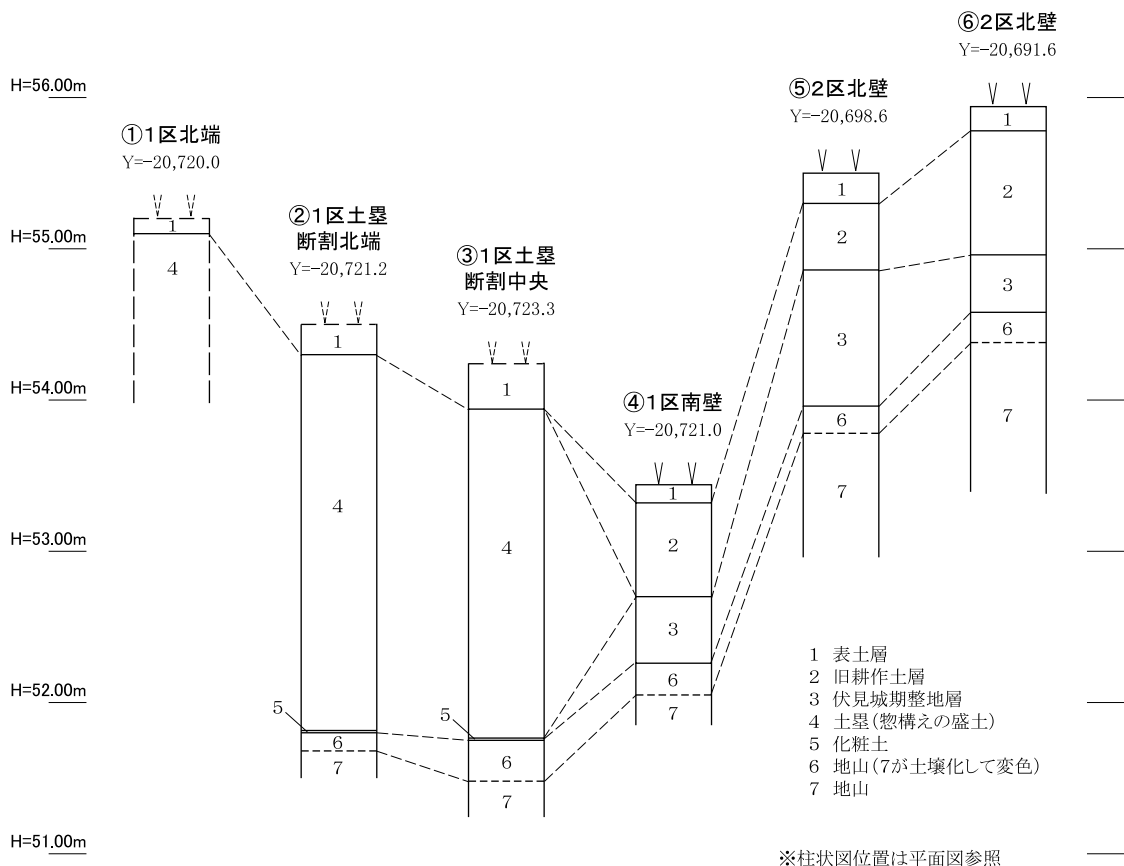 H=56.00m
H=55.00m
H=54.00m
H=53.00m
H=52.00m
H=51.00m
①1区北端
Y=-20,720.0
1
4
②1区土塁
断割北端
Y=-20,721.2
1
4
5
6
7
③1区土塁
断割中央
Y=-20,723.3
1
4
5
6
7
④1区南壁
Y=-20,721.0
1
2
3
6
7
⑤2区北壁
Y=-20,698.6
1
2
3
6
7
⑥2区北壁
Y=-20,691.6
1
2
3
6
7
1 表土層
2 旧耕作土層
3 伏見城期整地層
4 土塁(惣構えの盛土)
5 化粧土
6 地山(7が土壌化して変色)
7 地山
※柱状図位置は平面図参照